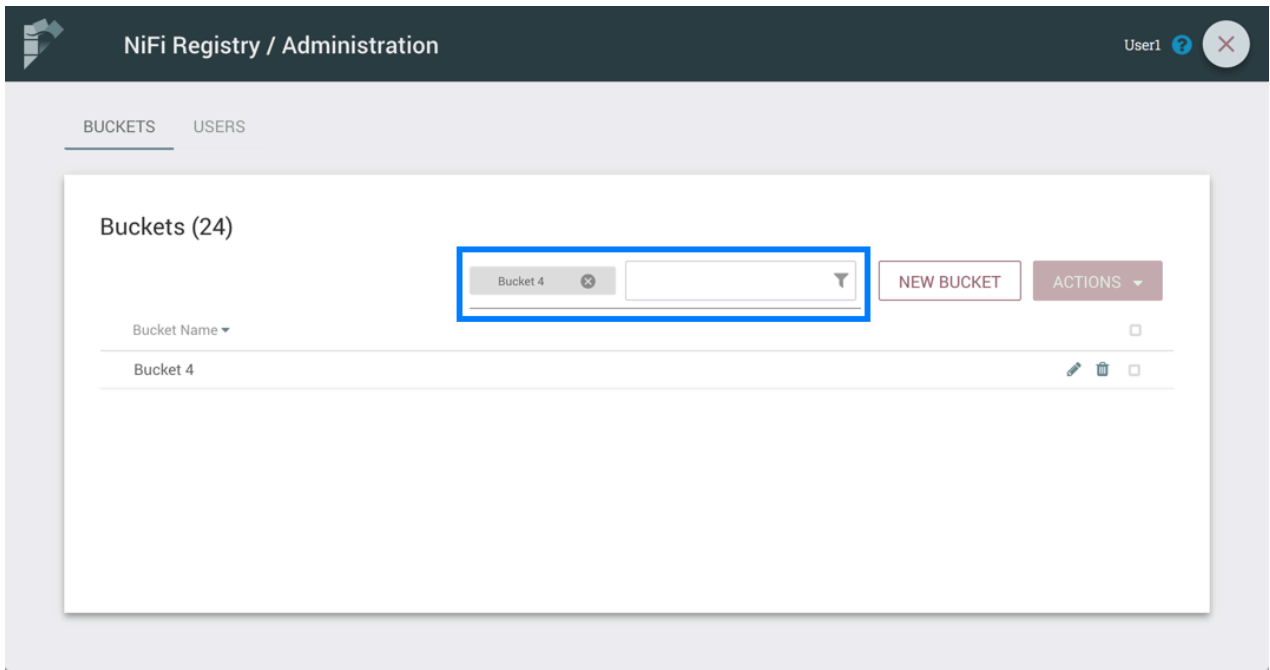 NiFi Registry / Administration
User1 ?
BUCKETS USERS
Buckets (24)
Bucket 4
NEW BUCKET
ACTIONS
Bucket Name
Bucket 4